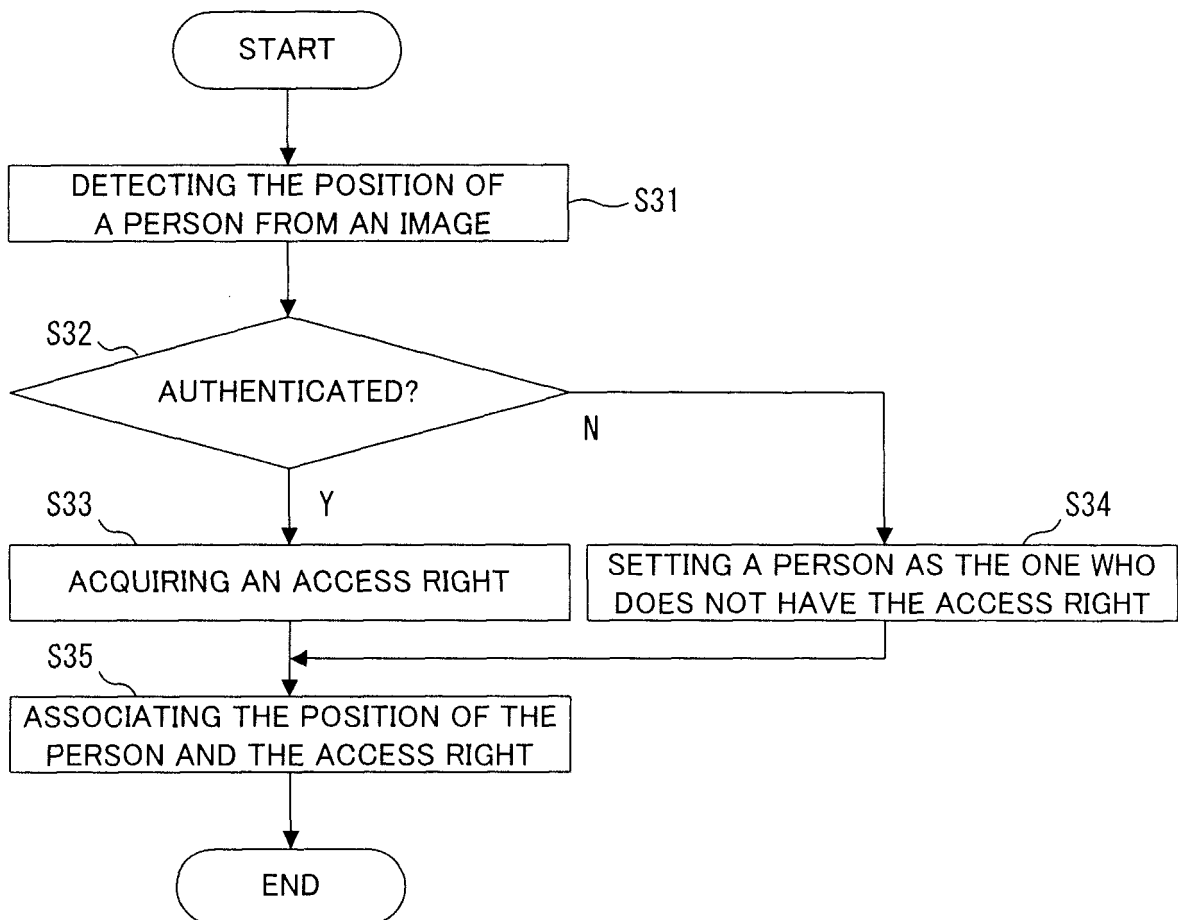 START
DETECTING THE POSITION OF
A PERSON FROM AN IMAGE
S31
S32
AUTHENTICATED?
N
Y
S33
ACQUIRING AN ACCESS RIGHT
S34
SETTING A PERSON AS THE ONE WHO
DOES NOT HAVE THE ACCESS RIGHT
S35
ASSOCIATING THE POSITION OF THE
PERSON AND THE ACCESS RIGHT
END